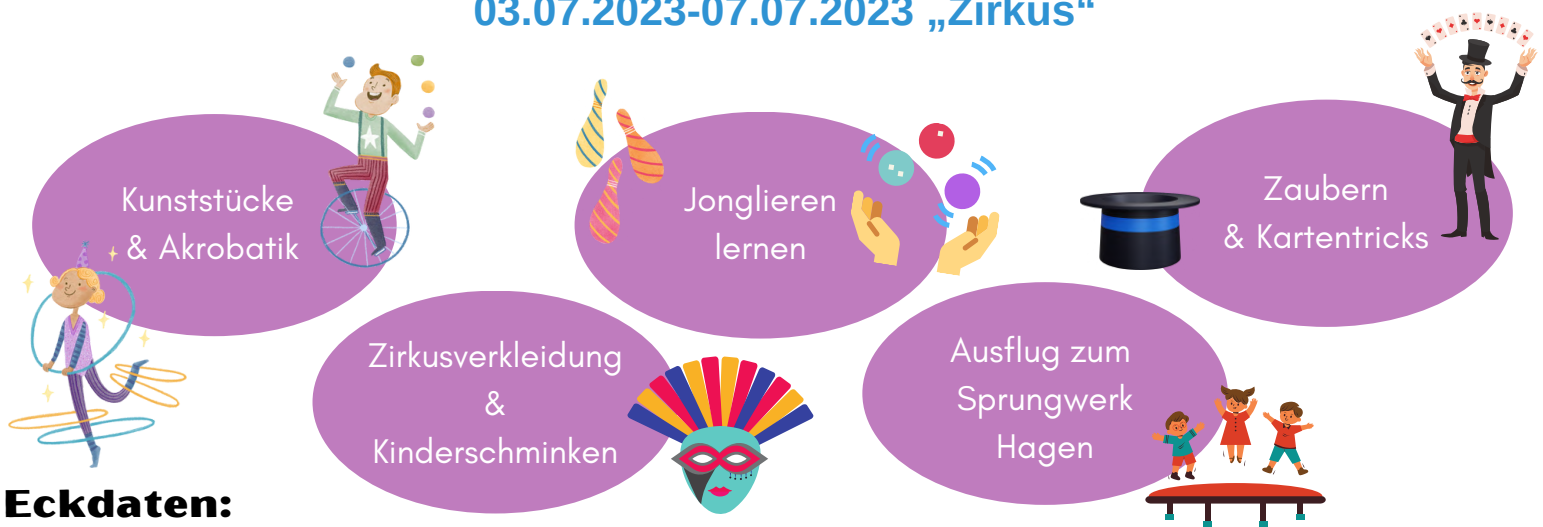 03.07.2023-07.07.2023 „Zirkus“
Kunststücke
& Akrobatik
Jonglieren
lernen
Zaubern
& Kartentricks
Zirkusverkleidung
&
Kinderschminken
Ausflug zum
Sprungwerk
Hagen
Eckdaten: